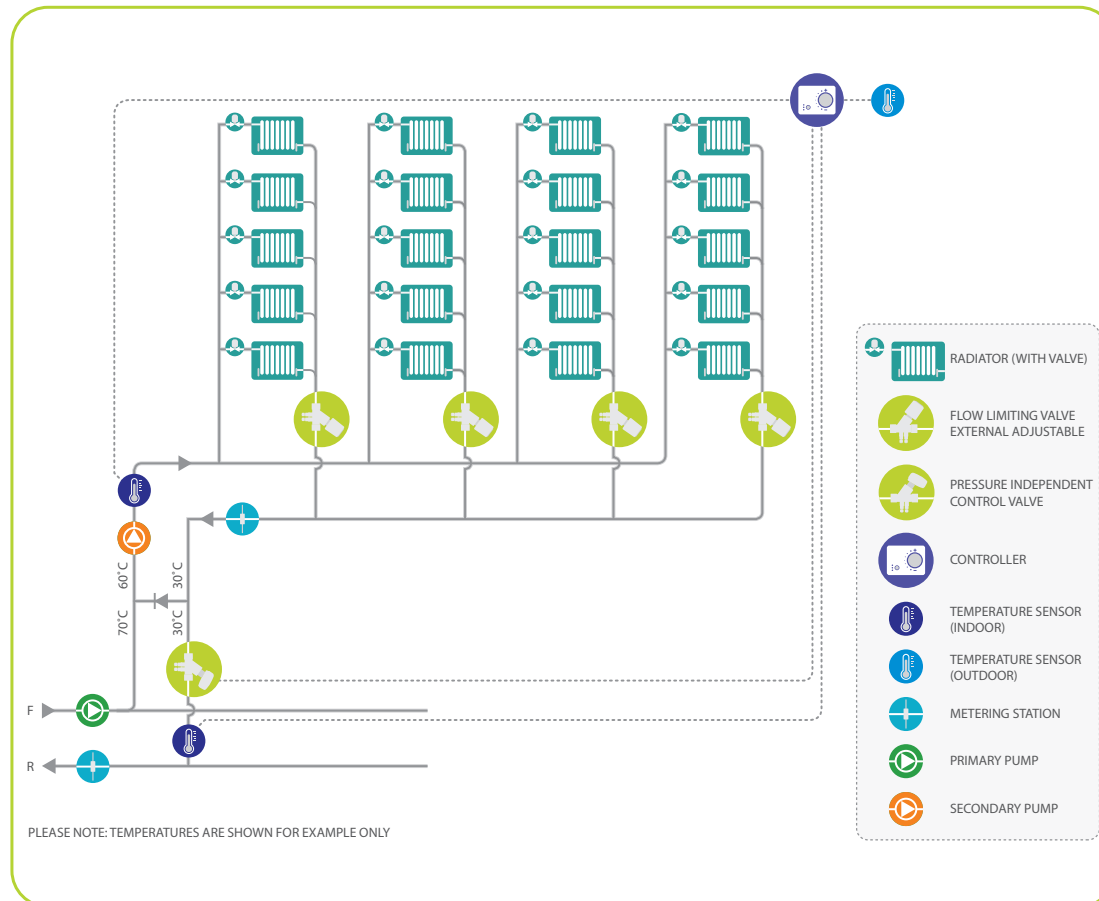 60˚C
30˚C
70˚C
30˚C
F
R
PLEASE NOTE: TEMPERATURES ARE SHOWN FOR EXAMPLE ONLY
RADIATOR (WITH VALVE)
FLOW LIMITING VALVE
EXTERNAL ADJUSTABLE
PRESSURE INDEPENDENT
CONTROL VALVE
CONTROLLER
TEMPERATURE SENSOR
(INDOOR)
TEMPERATURE SENSOR
(OUTDOOR)
METERING STATION
PRIMARY PUMP
SECONDARY PUMP